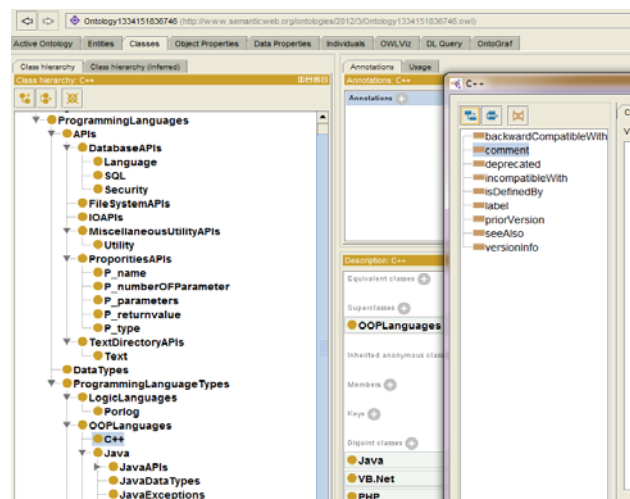 Ontology1334151836746 (http://www.semanticweb.org/ontologies/2012/3/Ontology1334151836746.owl)
Active Ontology Entities Classes Object Properties Data Properties Individuals OWLViz DL Query OntoGraf
Class hierarchy Class hierarchy (inferred)
Class hierarchy: C++
ProgrammingLanguages
APIs
DatabaseAPIs
Language
SQL
Security
FileSystemAPIs
IOAPIs
MiscellaneousUtilityAPIs
Utility
ProporitiesAPIs
P_name
P_numberOFParameter
P_parameters
P_returnvalue
P_type
TextDirectoryAPIs
Text
DataTypes
ProgrammingLanguageTypes
LogicLanguages
Porlog
OOPLanguages
C++
Java
JavaAPIs
JavaDataTypes
JavaExceptions
Annotations Usage
Annotations: C++
Annotations
Description: C++
Equivalent classes
Superclasses
OOPLanguages
Inherited anonymous class
Members
Keys
Disjoint classes
Java
VB.Net
PHP
C++
backwardCompatibleWith
comment
deprecated
incompatibleWith
isDefinedBy
label
priorVersion
seeAlso
versionInfo
C
V